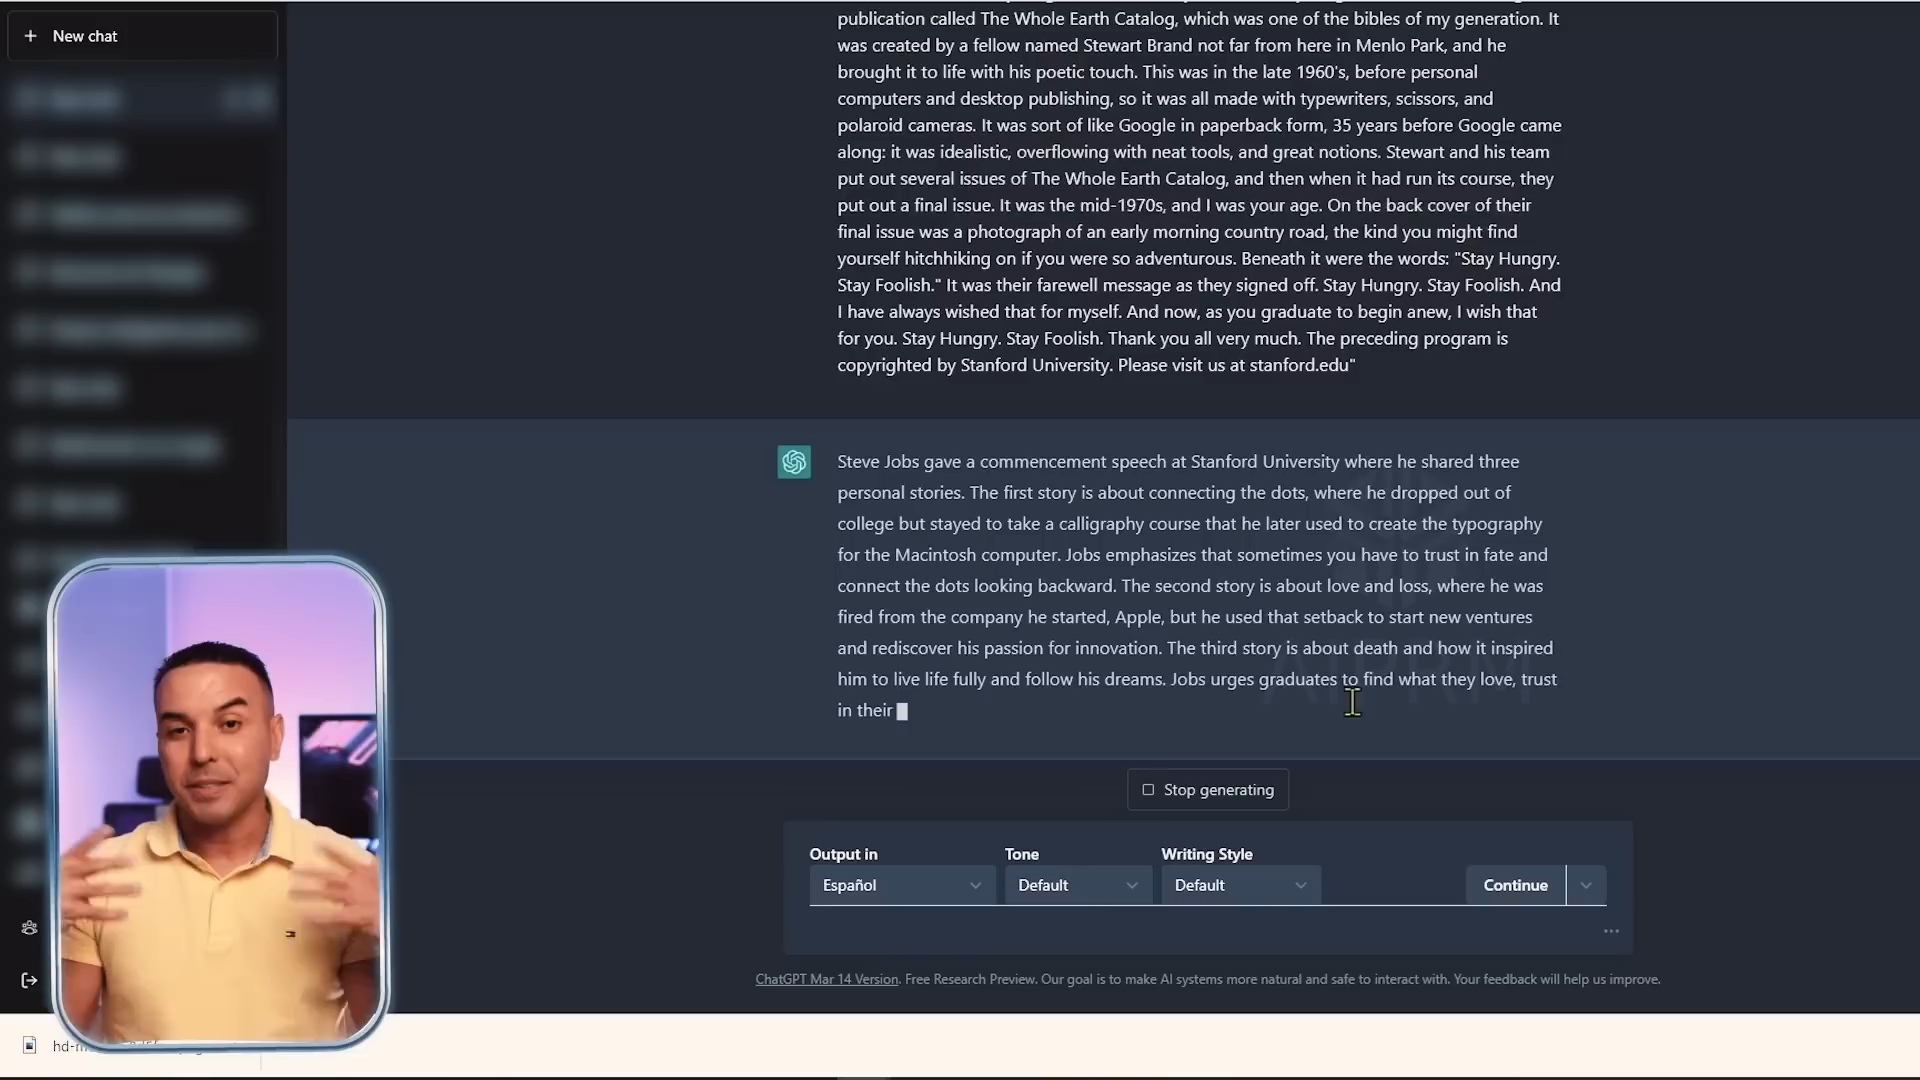 New chat
publication called The Whole Earth Catalog, which was one of the bibles of my generation. It
was created by a fellow named Stewart Brand not far from here in Menlo Park, and he
brought it to life with his poetic touch. This was in the late 1960's, before personal
computers and desktop publishing, so it was all made with typewriters, scissors, and
polaroid cameras. It was sort of like Google in paperback form, 35 years before Google came
along: it was idealistic, overflowing with neat tools, and great notions. Stewart and his team
put out several issues of The Whole Earth Catalog, and then when it had run its course, they
put out a final issue. It was the mid-1970s, and I was your age. On the back cover of their
final issue was a photograph of an early morning country road, the kind you might find
yourself hitchhiking on if you were so adventurous. Beneath it were the words: "Stay Hungry.
Stay Foolish." It was their farewell message as they signed off. Stay Hungry. Stay Foolish. And
I have always wished that for myself. And now, as you graduate to begin anew, I wish that
for you. Stay Hungry. Stay Foolish. Thank you all very much. The preceding program is
copyrighted by Stanford University. Please visit us at stanford.edu"
Steve Jobs gave a commencement speech at Stanford University where he shared three
personal stories. The first story is about connecting the dots, where he dropped out of
college but stayed to take a calligraphy course that he later used to create the typography
for the Macintosh computer. Jobs emphasizes that sometimes you have to trust in fate and
connect the dots looking backward. The second story is about love and loss, where he was
fired from the company he started, Apple, but he used that setback to start new ventures
and rediscover his passion for innovation. The third story is about death and how it inspired
him to live life fully and follow his dreams. Jobs urges graduates to find what they love, trust
in their
AIPRM
Stop generating
Output in Tone Writing Style
Español Default Default Continue
ChatGPT Mar 14 Version. Free Research Preview. Our goal is to make AI systems more natural and safe to interact with. Your feedback will help us improve.